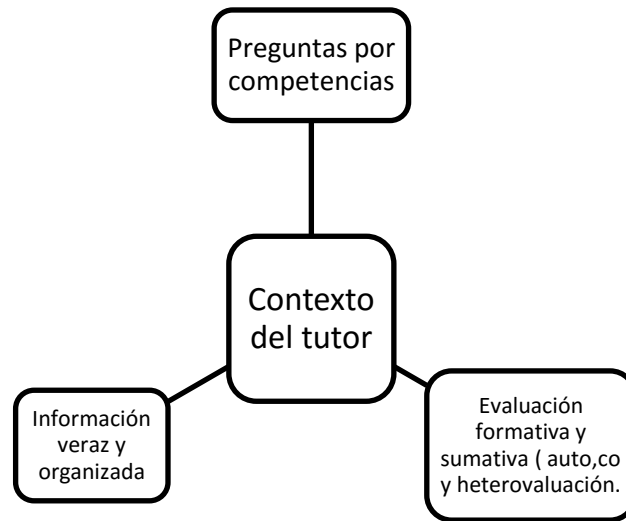 Preguntas por
competencias
Contexto
del tutor
Información
veraz y
organizada
Evaluación
formativa y
sumativa ( auto,co
y heterovaluación.